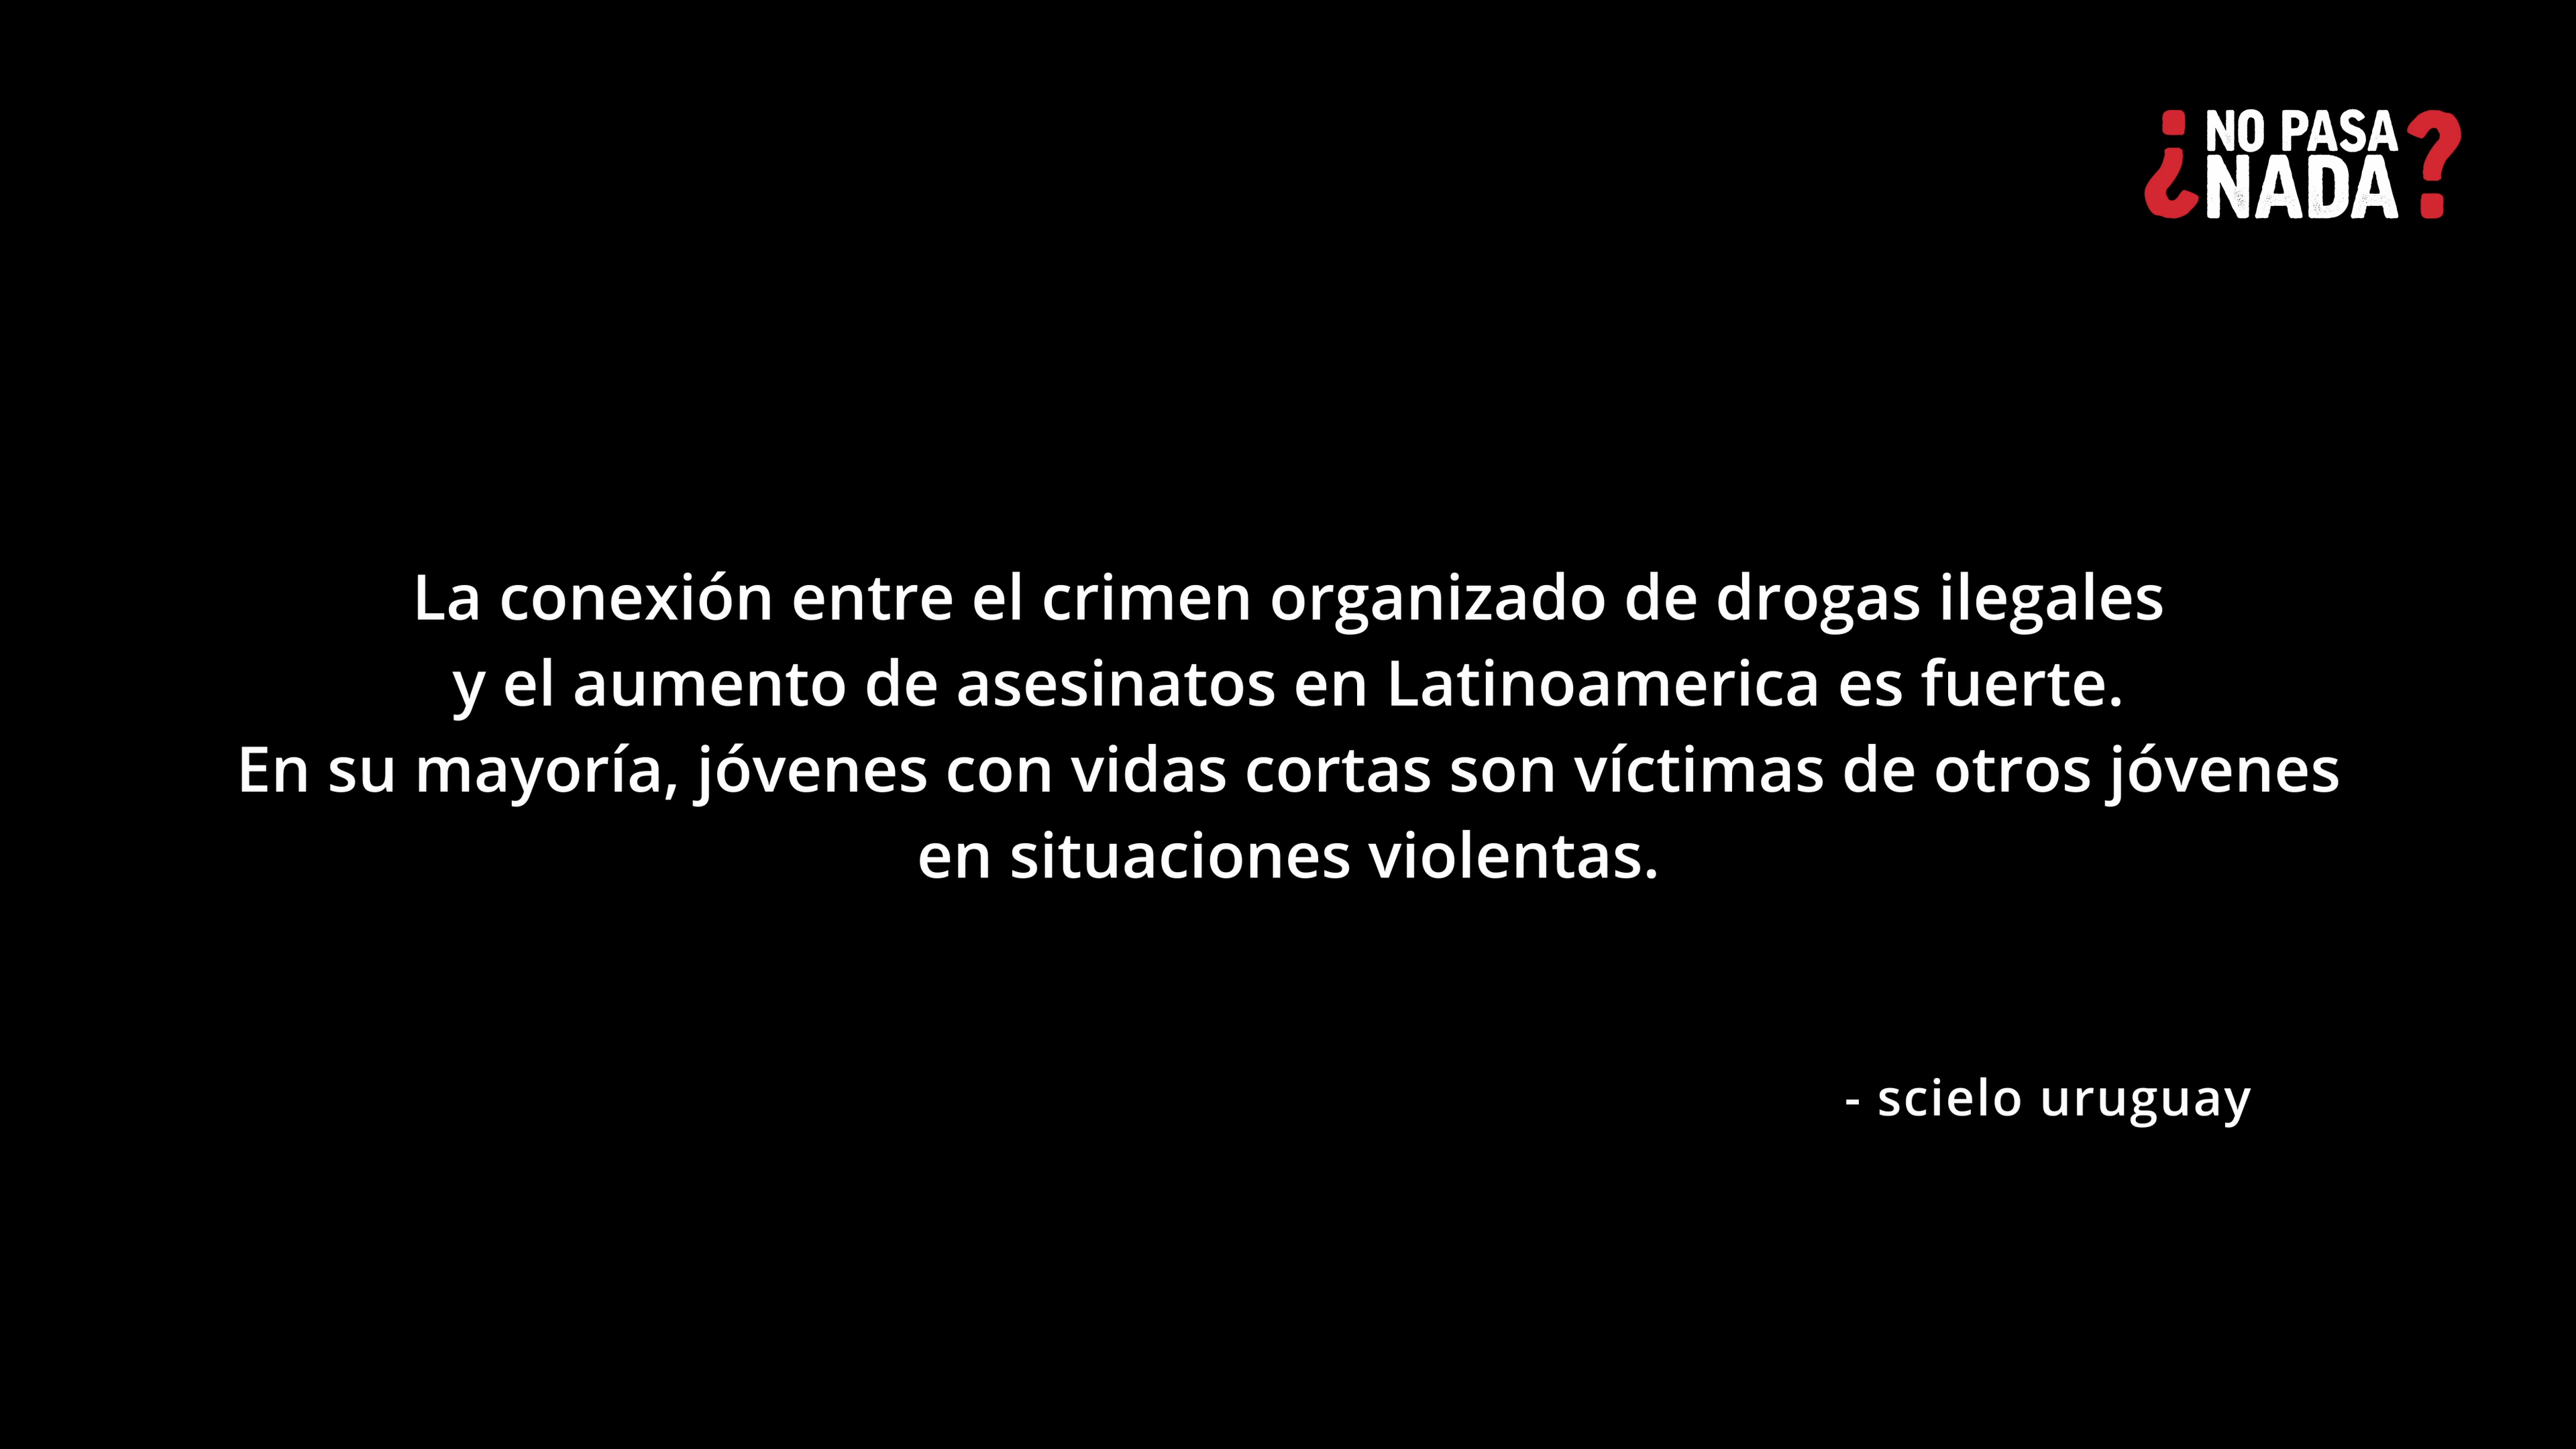 ¿NO PASA
NADA?
La conexión entre el crimen organizado de drogas ilegales
y el aumento de asesinatos en Latinoamerica es fuerte.
En su mayoría, jóvenes con vidas cortas son víctimas de otros jóvenes
en situaciones violentas.
- scielo uruguay